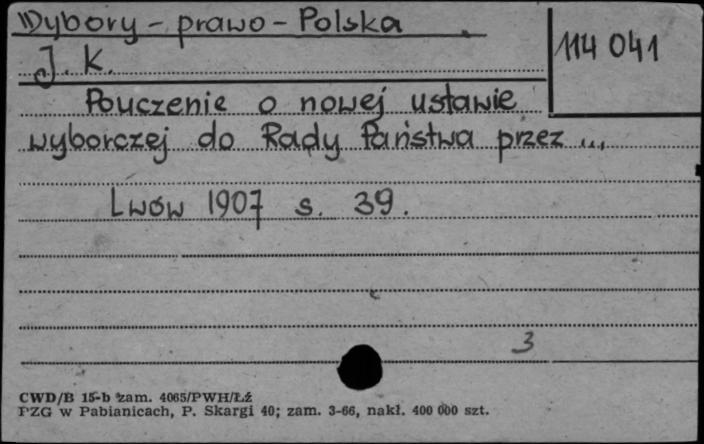 Wybory - prawo - Polska
114 041
J. K.
Pouczenie o nowej ustawie
wyborczej do Rady Państwa przez ...
Lwów 1907 s. 39.
3
CWD/B 15-b zam. 4065/PWH/Łź
PZG w Pabianicach, P. Skargi 40; zam. 3-66, nakł. 400 000 szt.